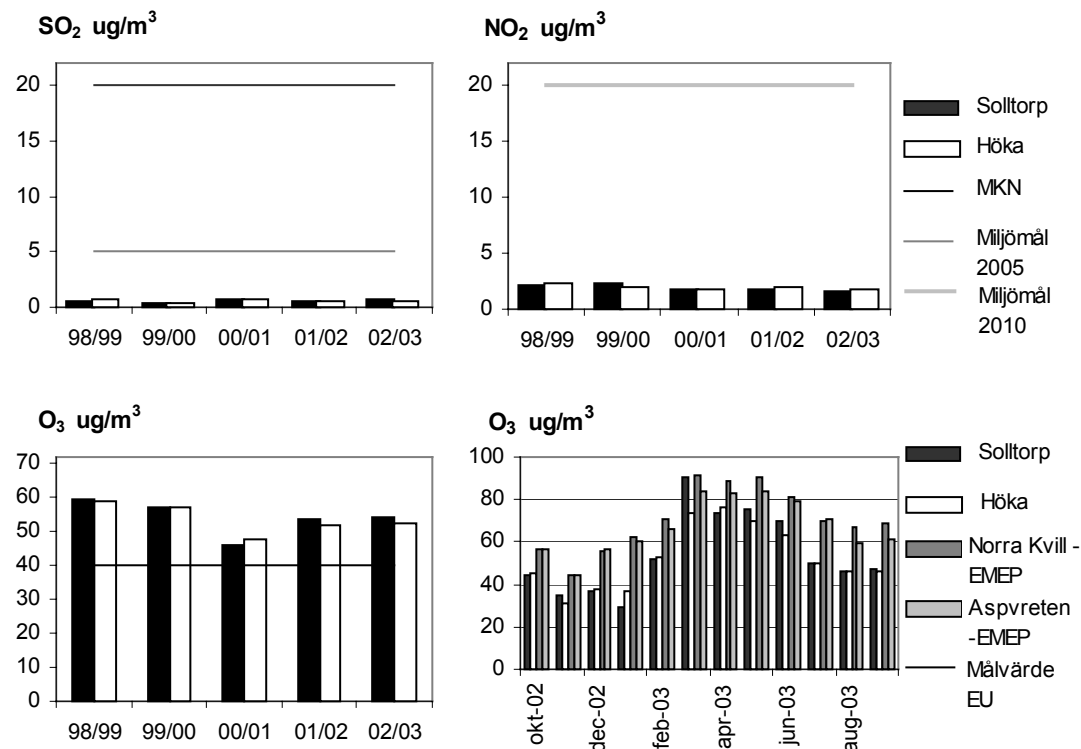 SO2 ug/m3
20
15
10
5
0
98/99 99/00 00/01 01/02 02/03
NO2 ug/m3
20
15
10
5
0
98/99 99/00 00/01 01/02 02/03
Solltorp
Höka
MKN
Miljömål
2005
Miljömål
2010
O3 ug/m3
70
60
50
40
30
20
10
0
98/99 99/00 00/01 01/02 02/03
O3 ug/m3
100
80
60
40
20
0
okt-02 dec-02 feb-03 apr-03 jun-03 aug-03
Solltorp
Höka
Norra Kvill -
EMEP
Aspvreten
-EMEP
Målvärde
EU